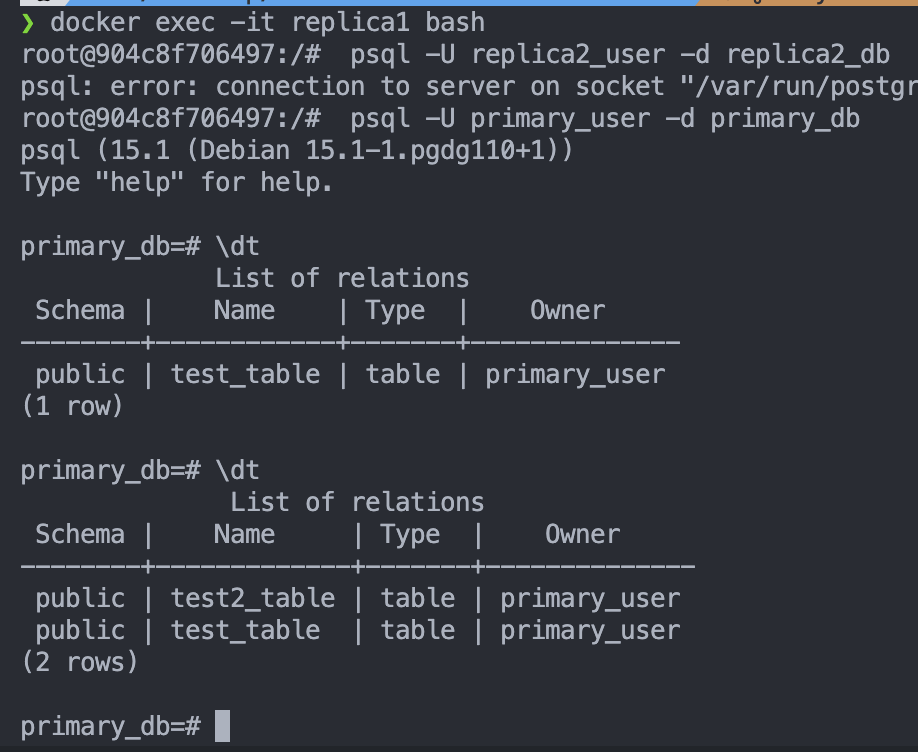 ❯ docker exec -it replica1 bash
root@904c8f706497:/#  psql -U replica2_user -d replica2_db
psql: error: connection to server on socket "/var/run/postgr
root@904c8f706497:/#  psql -U primary_user -d primary_db
psql (15.1 (Debian 15.1-1.pgdg110+1))
Type "help" for help.

primary_db=# \dt
             List of relations
 Schema |    Name    | Type  |    Owner
--------+------------+-------+--------------
 public | test_table | table | primary_user
(1 row)

primary_db=# \dt
              List of relations
 Schema |    Name     | Type  |    Owner
--------+-------------+-------+--------------
 public | test2_table | table | primary_user
 public | test_table  | table | primary_user
(2 rows)

primary_db=#